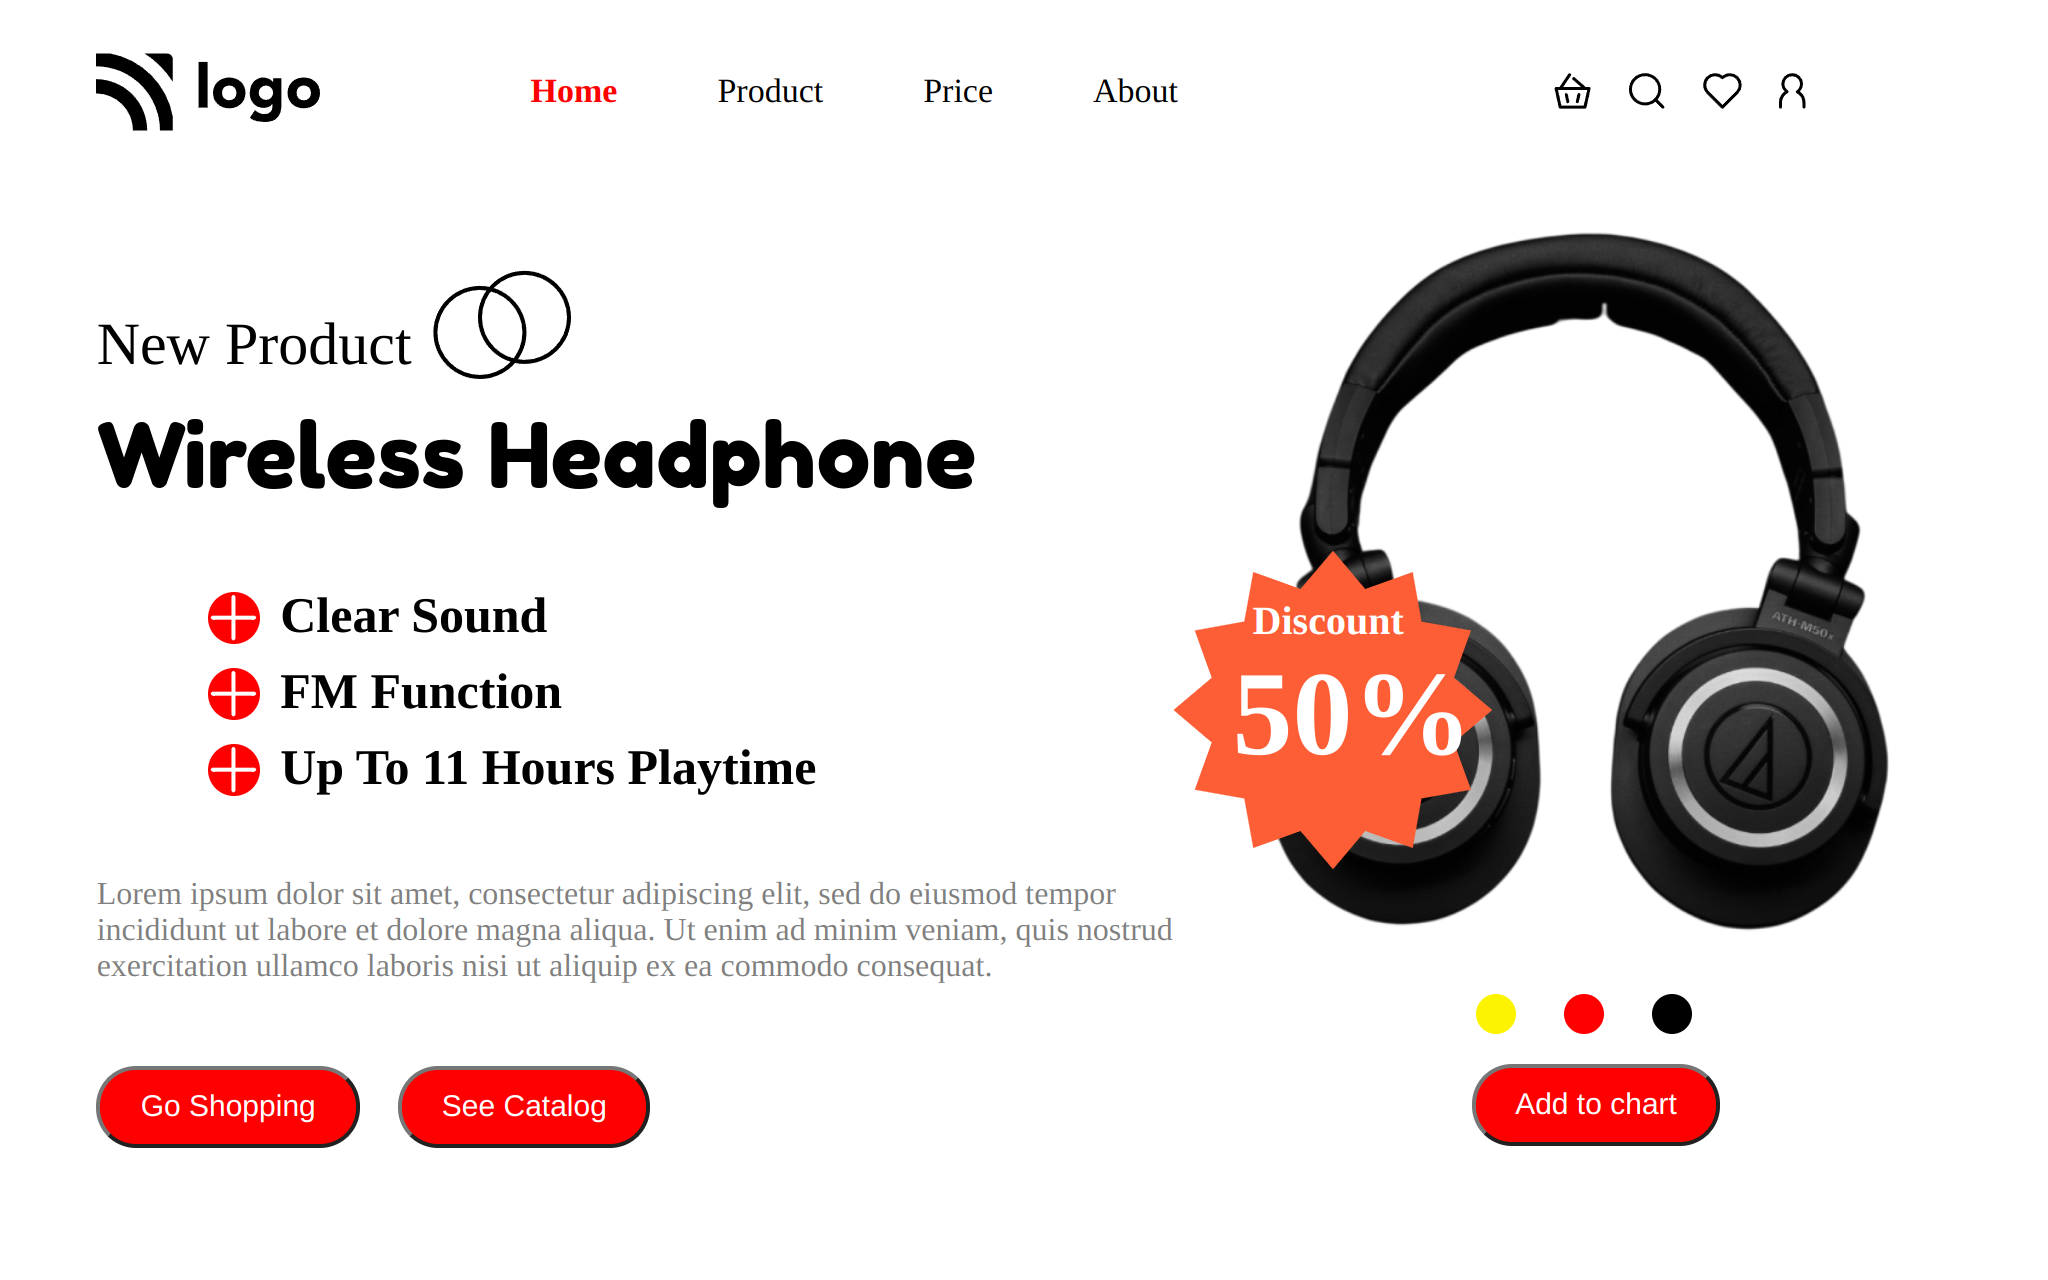 logo
Home Product Price About
New Product
Wireless Headphone
Clear Sound
FM Function
Up To 11 Hours Playtime
Lorem ipsum dolor sit amet, consectetur adipiscing elit, sed do eiusmod tempor
incididunt ut labore et dolore magna aliqua. Ut enim ad minim veniam, quis nostrud
exercitation ullamco laboris nisi ut aliquip ex ea commodo consequat.
Go Shopping See Catalog
Discount
50%
ATH-M50x
Add to chart